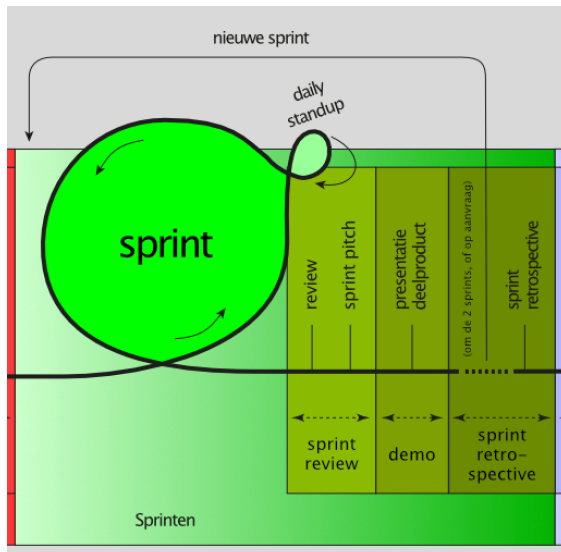 nieuwe sprint
daily
standup
sprint
review
sprint pitch
presentatie
deelproduct
(om de 2 sprints, of op aanvraag)
sprint
retrospective
sprint
review
demo
sprint
retro-
spective
Sprinten